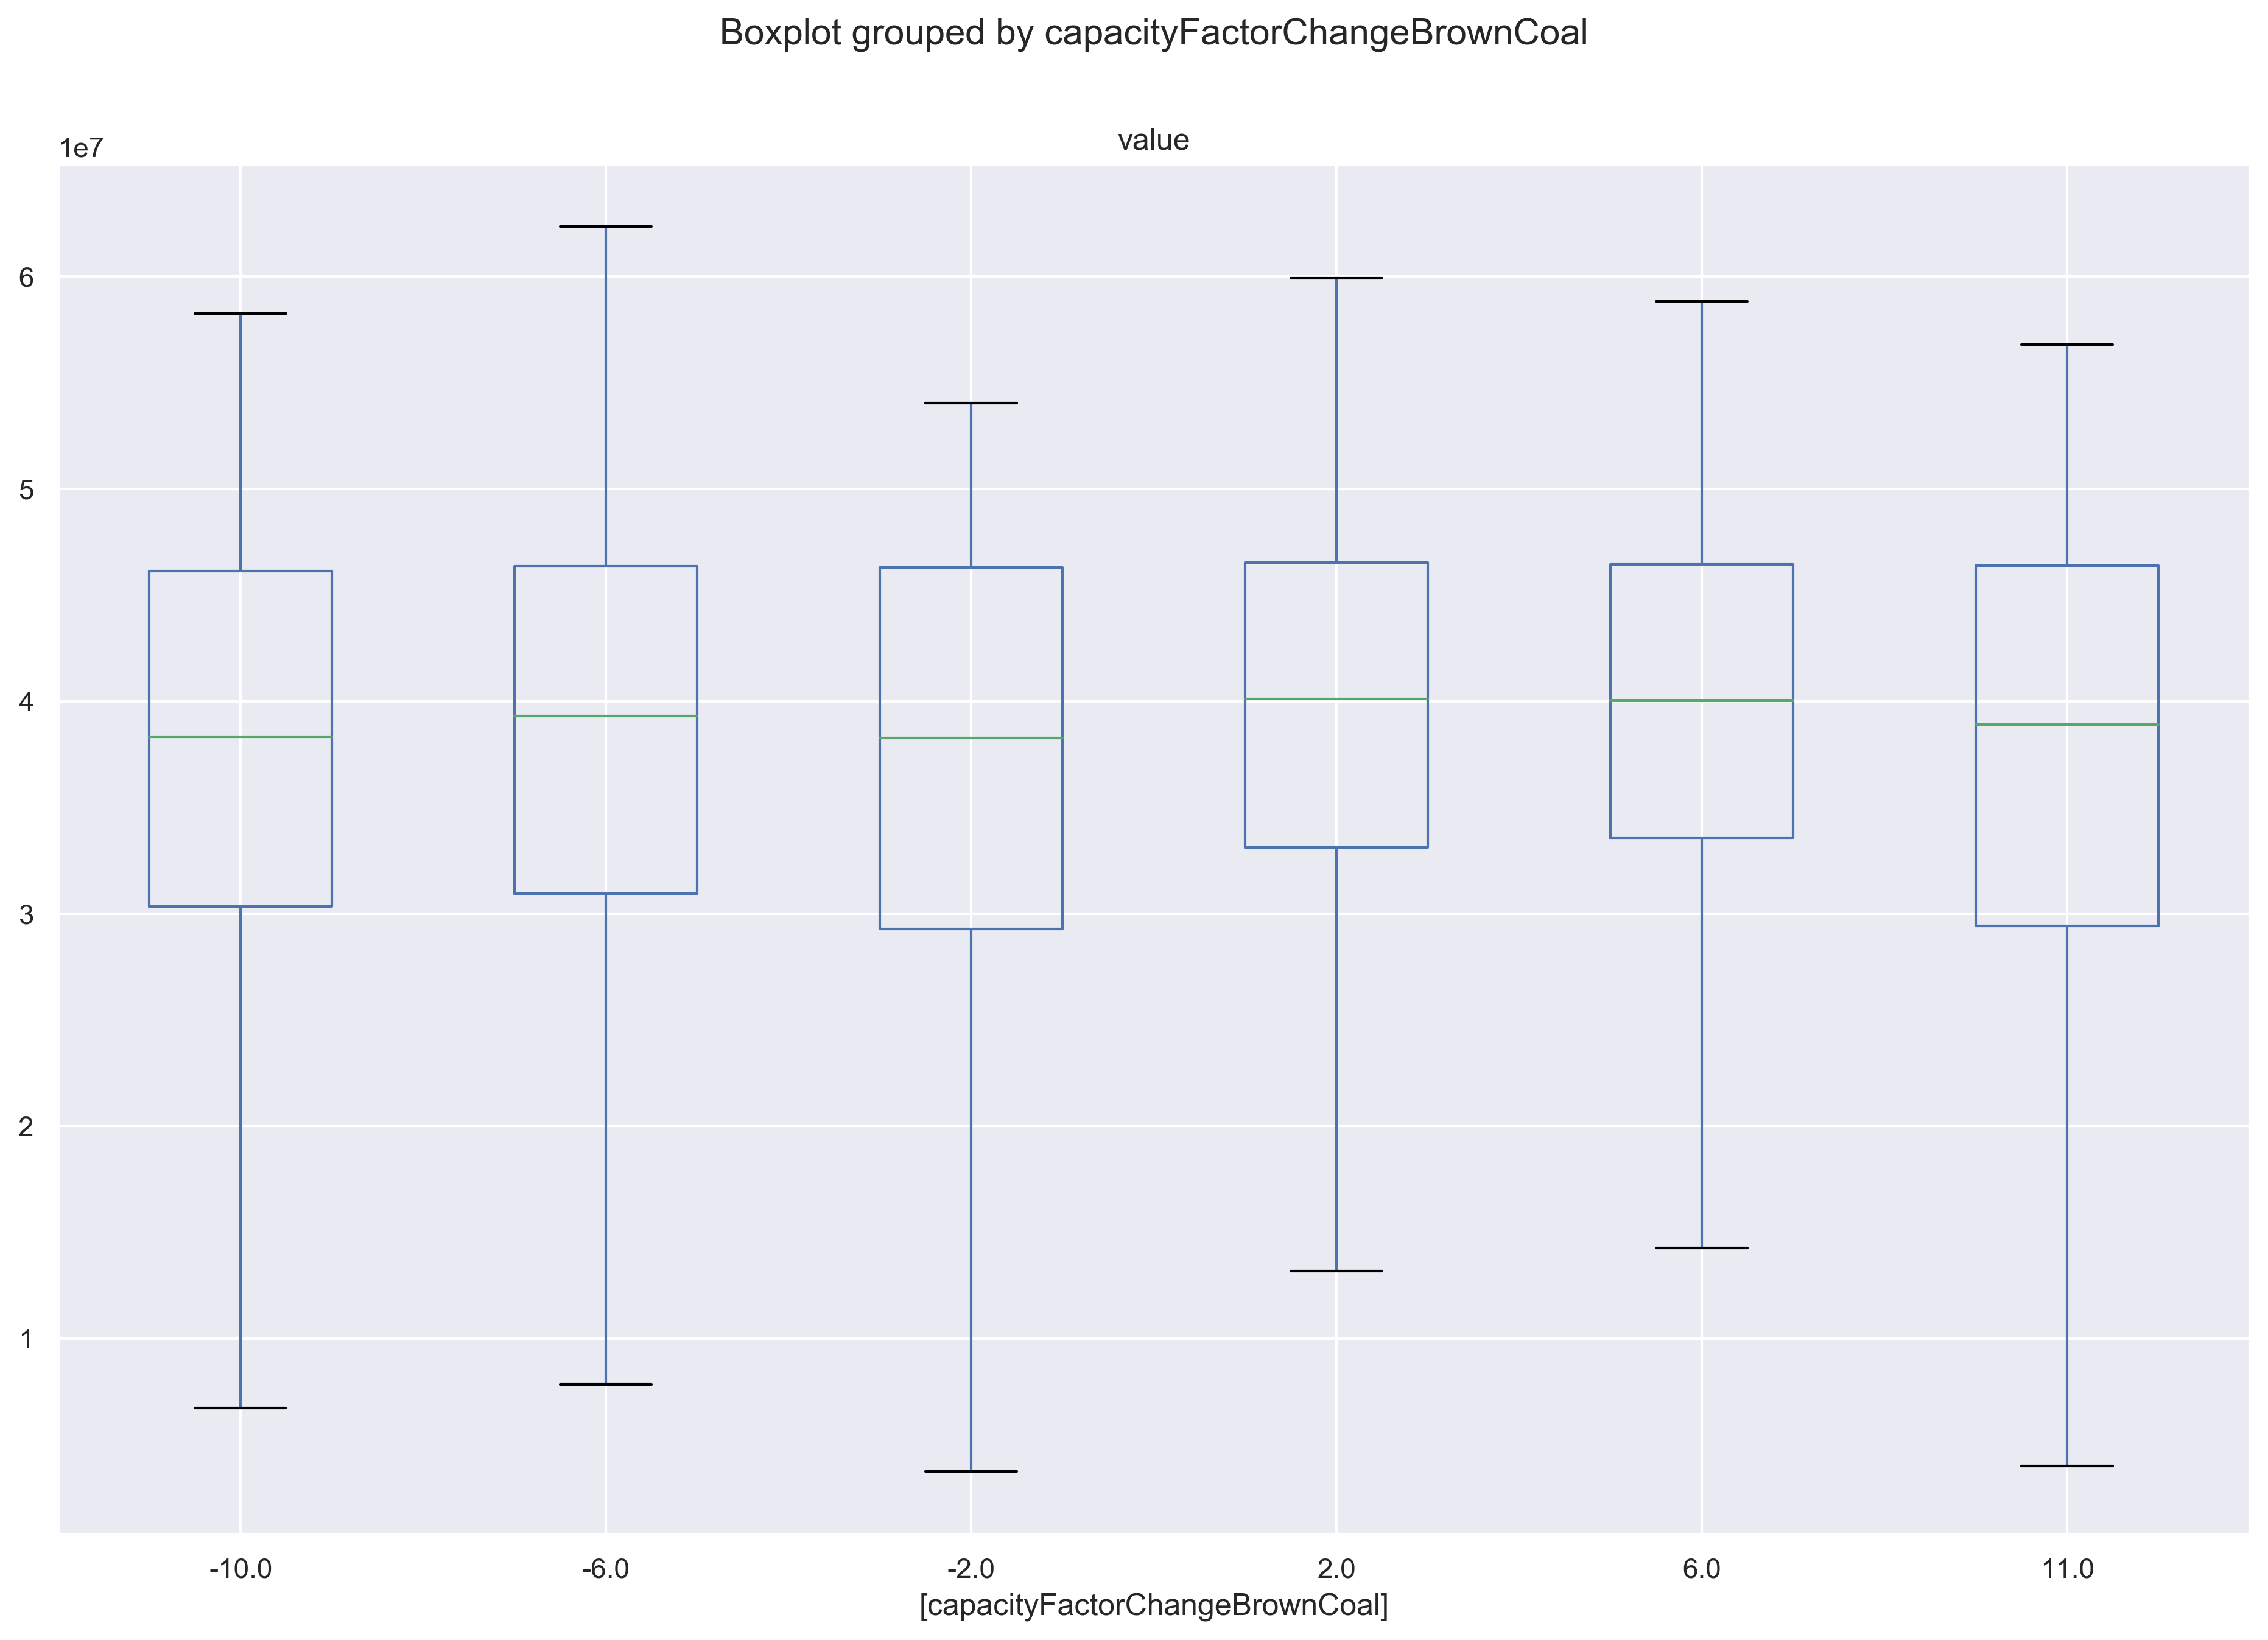 Boxplot grouped by capacityFactorChangeBrownCoal
value
1e7
6
5
4
3
2
1
-10.0 -6.0 -2.0 2.0 6.0 11.0
[capacityFactorChangeBrownCoal]